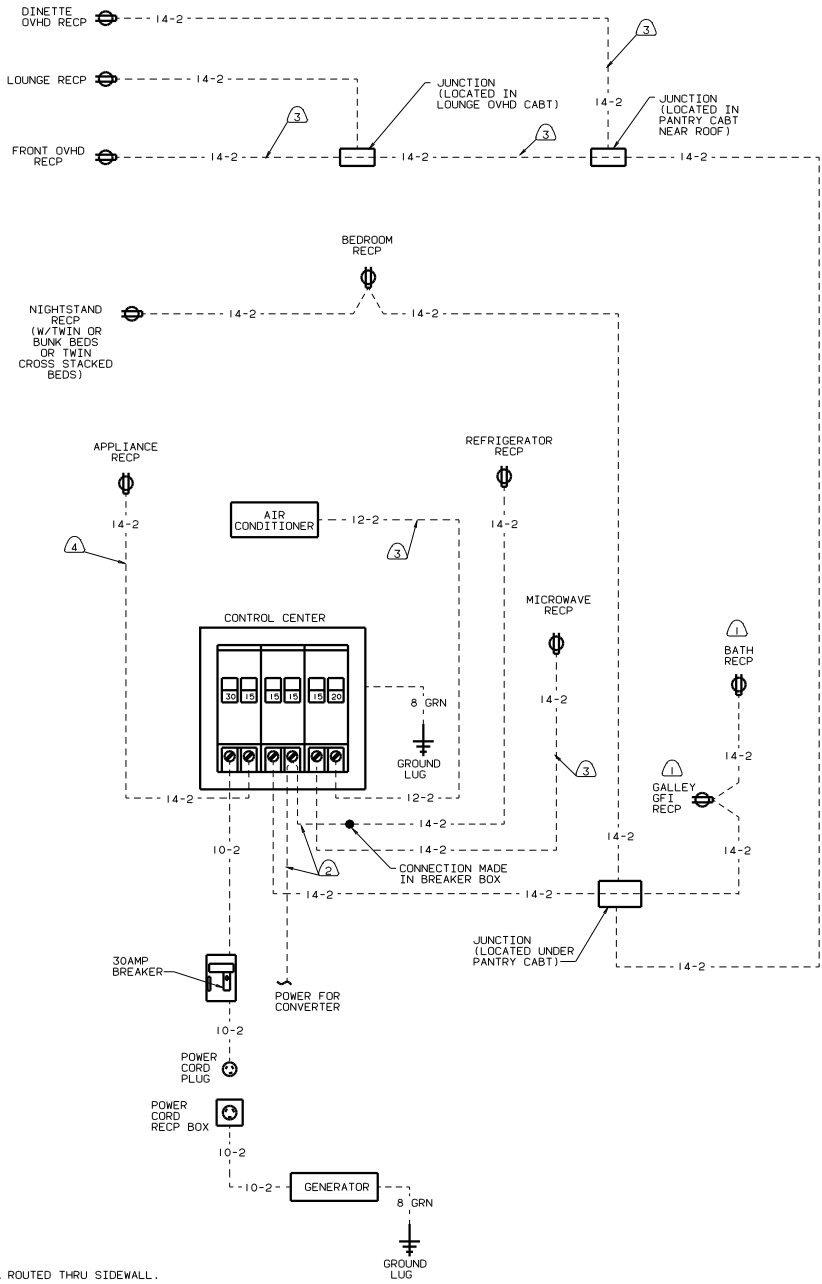 DINETTE
OVHD RECP
14-2
3
LOUNGE RECP
14-2
JUNCTION
(LOCATED IN
LOUNGE OVHD CABT)
14-2
JUNCTION
(LOCATED IN
PANTRY CABT
NEAR ROOF)
3
3
FRONT OVHD
RECP
14-2
14-2
14-2
BEDROOM
RECP
NIGHTSTAND
RECP
(W/TWIN OR
BUNK BEDS
OR TWIN
CROSS STACKED
BEDS)
14-2
14-2
APPLIANCE
RECP
REFRIGERATOR
RECP
14-2
AIR
CONDITIONER
12-2
14-2
4
3
MICROWAVE
RECP
CONTROL CENTER
1
BATH
RECP
30 15 15 15 15 20
8 GRN
14-2
GROUND
LUG
14-2
3
1
GALLEY
GFI
RECP
14-2
12-2
14-2
14-2
14-2
14-2
10-2
2
CONNECTION MADE
IN BREAKER BOX
14-2
14-2
14-2
JUNCTION
(LOCATED UNDER
PANTRY CABT)
14-2
30AMP
BREAKER
POWER FOR
CONVERTER
10-2
POWER
CORD
PLUG
POWER
CORD
RECP BOX
10-2
10-2
GENERATOR
8 GRN
GROUND
LUG
ROUTED THRU SIDEWALL.